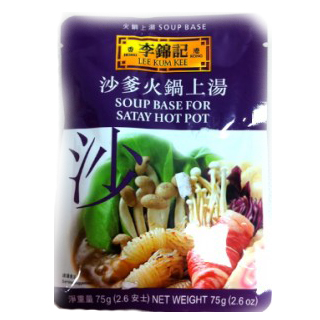 火鍋上湯 SOUP BASE
香 李錦記 港
LEE KUM KEE
沙爹火鍋上湯
SOUP BASE FOR
SATAY HOT POT
沙
淨重量 75g (2.6 安士) NET WEIGHT 75g (2.6 oz)